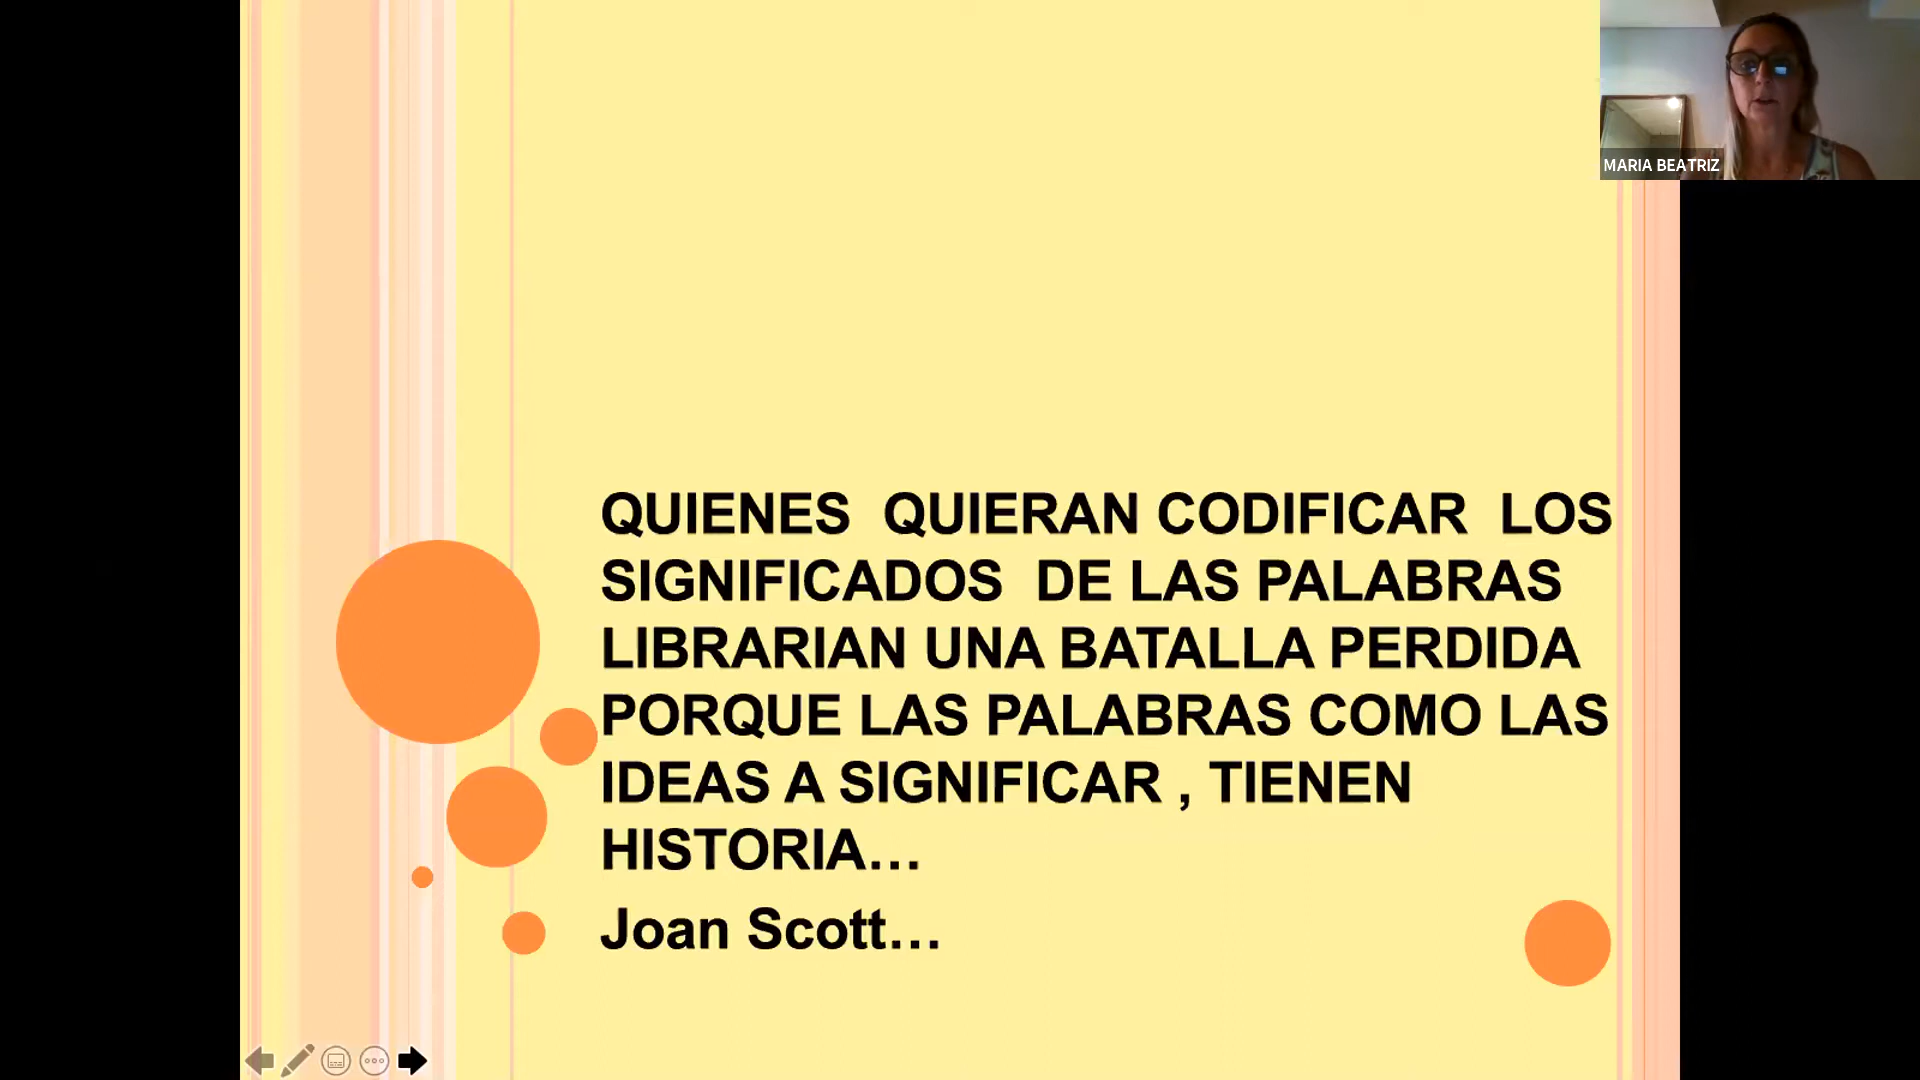 MARIA BEATRIZ
QUIENES QUIERAN CODIFICAR LOS
SIGNIFICADOS DE LAS PALABRAS
LIBRARIAN UNA BATALLA PERDIDA
PORQUE LAS PALABRAS COMO LAS
IDEAS A SIGNIFICAR , TIENEN
HISTORIA…
Joan Scott…